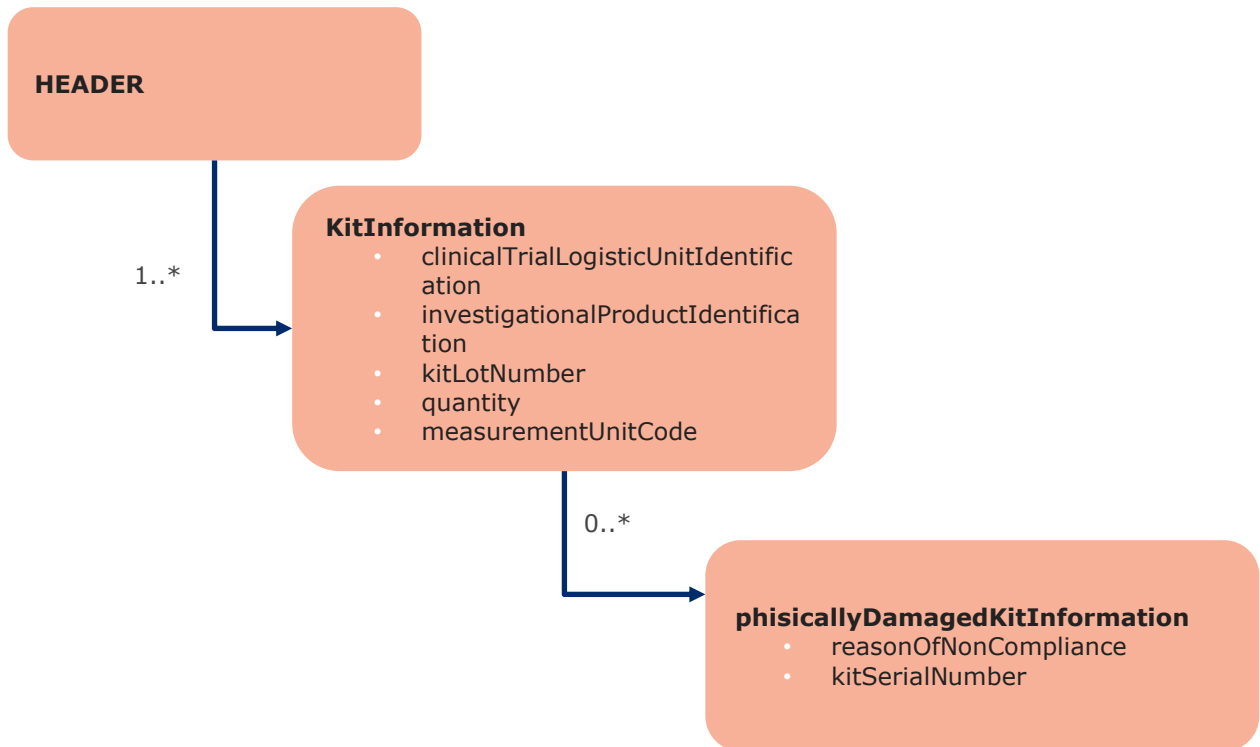 HEADER
KitInformation
• clinicalTrialLogisticUnitIdentific
ation
• investigationalProductIdentifica
tion
• kitLotNumber
• quantity
• measurementUnitCode
1..*
0..*
phisicallyDamagedKitInformation
• reasonOfNonCompliance
• kitSerialNumber